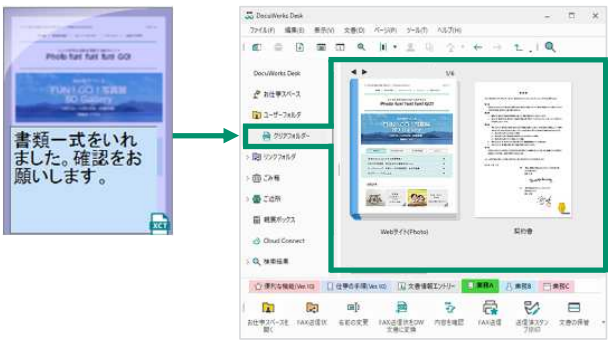 Photo fun! fun! fun! GO!
FUN! GO! 写真展
GO Gallery
書類一式をいれ
ました。確認をお
願いします。
XCT
DocuWorks Desk
ファイル(F) 編集(E) 表示(V) 文書(D) ページ(P) ツール(T) ヘルプ(H)
DocuWorks Desk
お仕事スペース
ユーザーフォルダ
クリアフォルダー
リンクフォルダ
ごみ箱
ご近所
親展ボックス
Cloud Connect
検索結果
1/6
Photo fun! fun! fun! GO!
Webサイト(Photo)
契約書
便利な機能(Ver.10) 仕事の手順(Ver.10) 文書情報エントリー 業務A 業務B 業務C
お仕事スペースを
開く
FAX送信状
名前の変更
FAX送信状をDW
文書に変換
内容を確認
FAX送信
送信済スタン
プ(印)
文書の保管